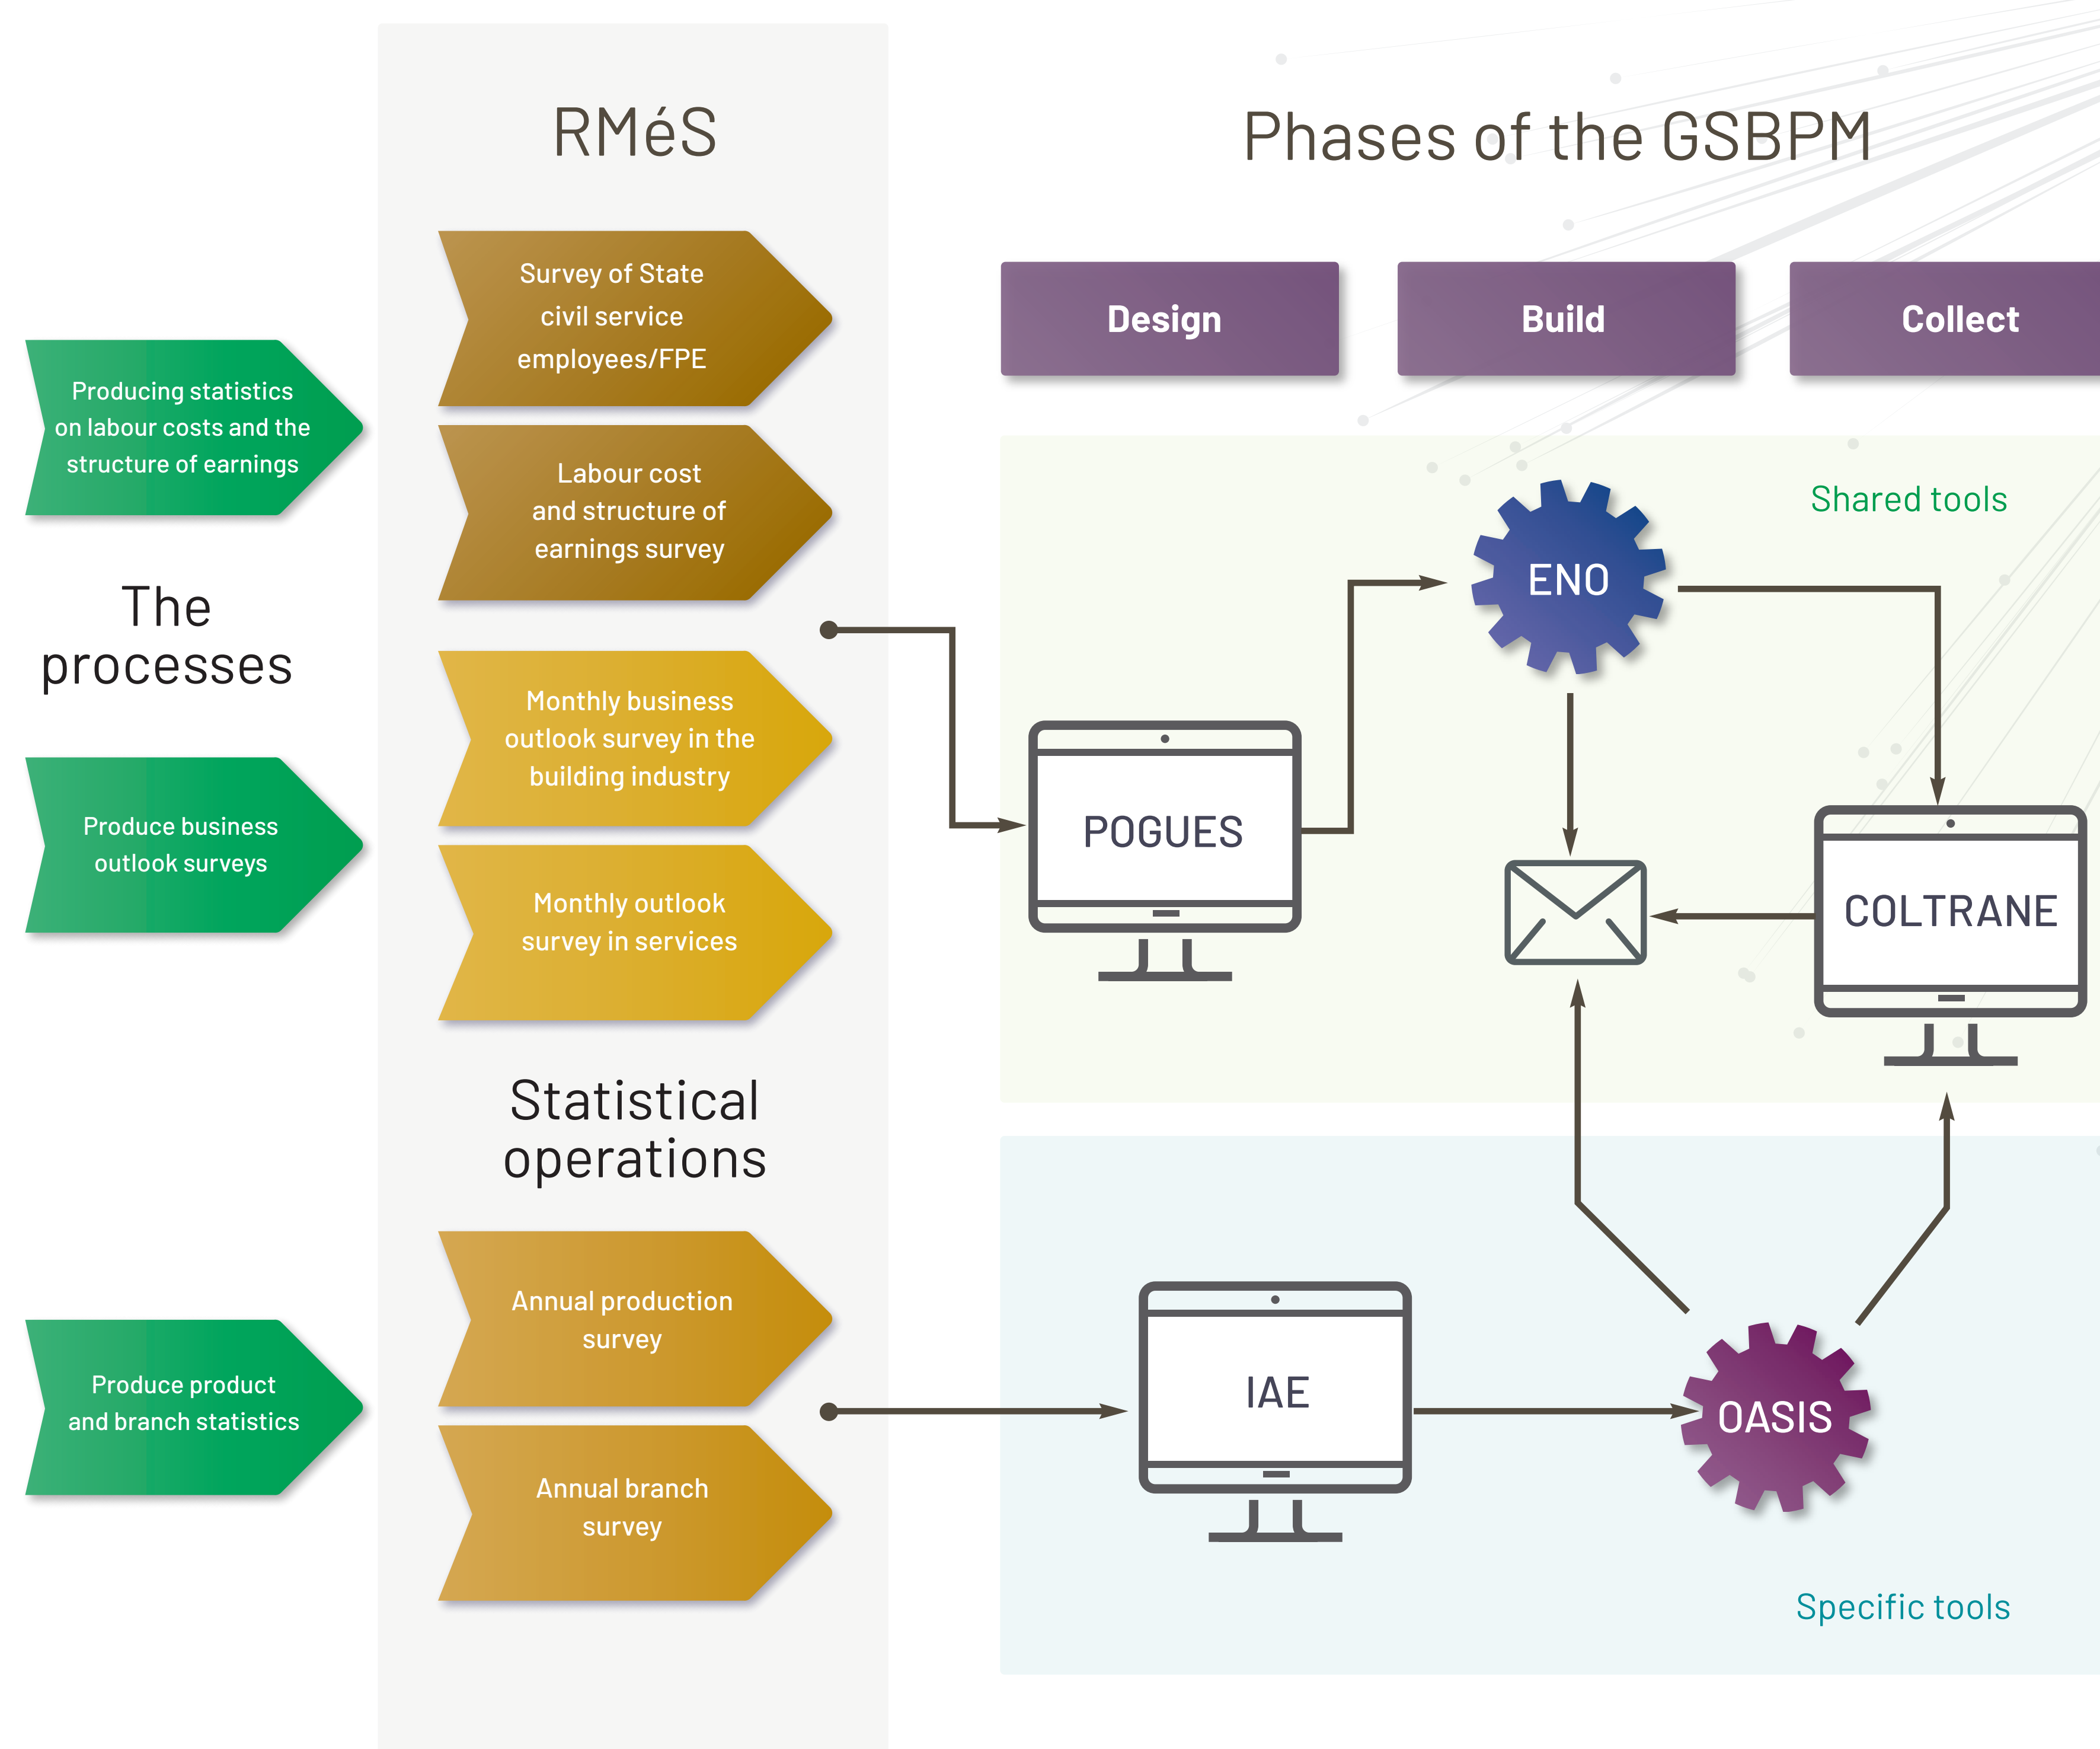 RMéS
Phases of the GSBPM
Survey of State
civil service
employees/FPE
Design
Build
Collect
Producing statistics
on labour costs and the
structure of earnings
Labour cost
and structure of
earnings survey
Shared tools
ENO
The
processes
Monthly business
outlook survey in the
building industry
POGUES
Produce business
outlook surveys
Monthly outlook
survey in services
COLTRANE
Statistical
operations
Annual production
survey
Produce product
and branch statistics
IAE
OASIS
Annual branch
survey
Specific tools